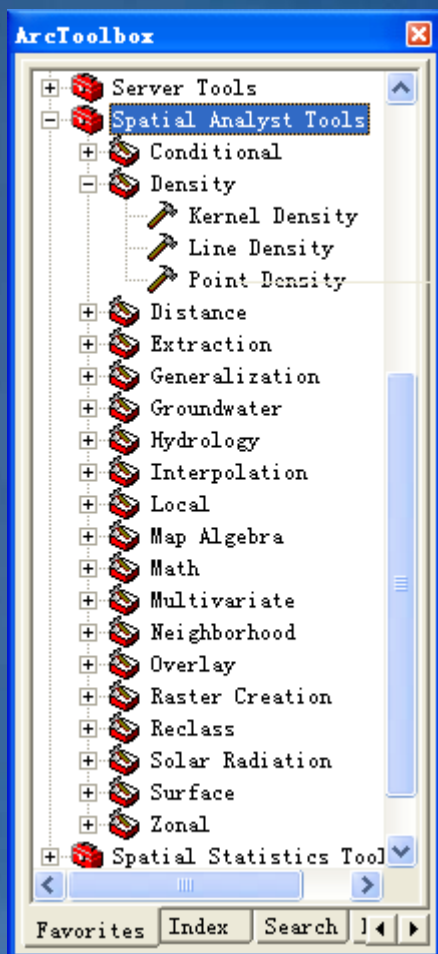 ArcToolbox
Server Tools
Spatial Analyst Tools
Conditional
Density
Kernel Density
Line Density
Point Density
Distance
Extraction
Generalization
Groundwater
Hydrology
Interpolation
Local
Map Algebra
Math
Multivariate
Neighborhood
Overlay
Raster Creation
Reclass
Solar Radiation
Surface
Zonal
Spatial Statistics Tool
Favorites Index Search